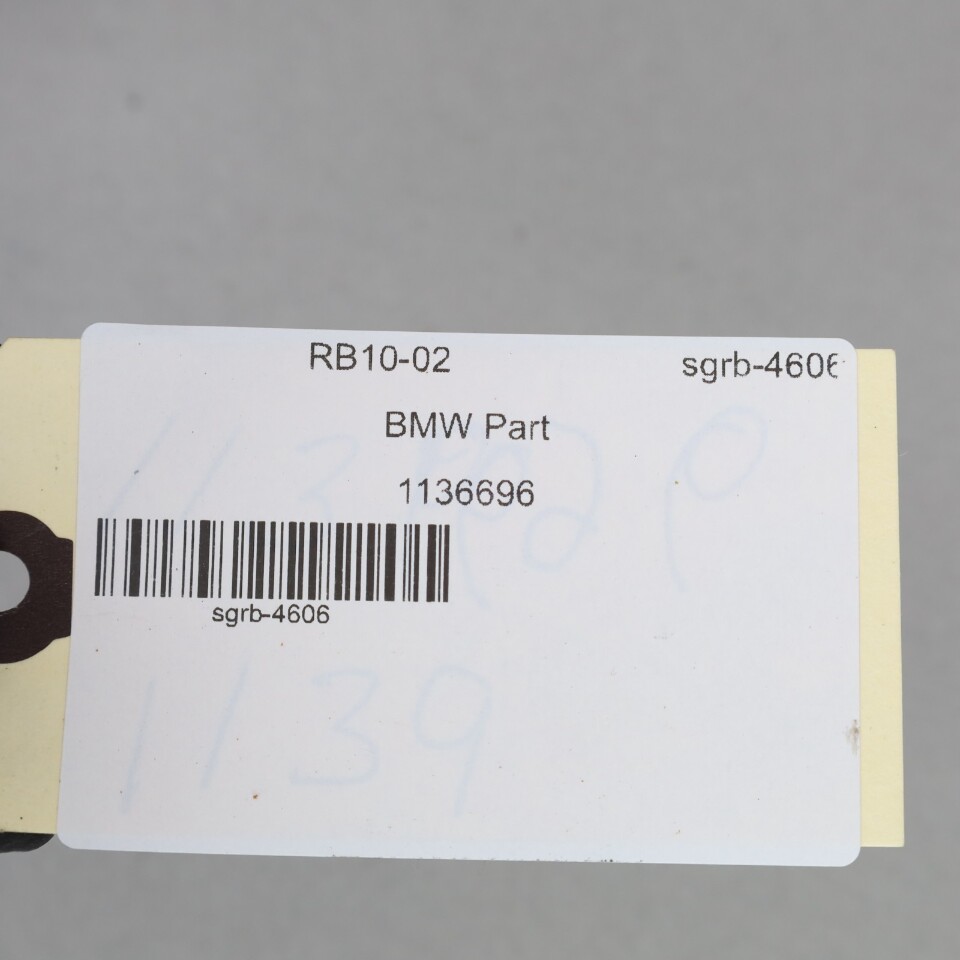 RB10-02 sgrb-4606
BMW Part
1136696
sgrb-4606
1139